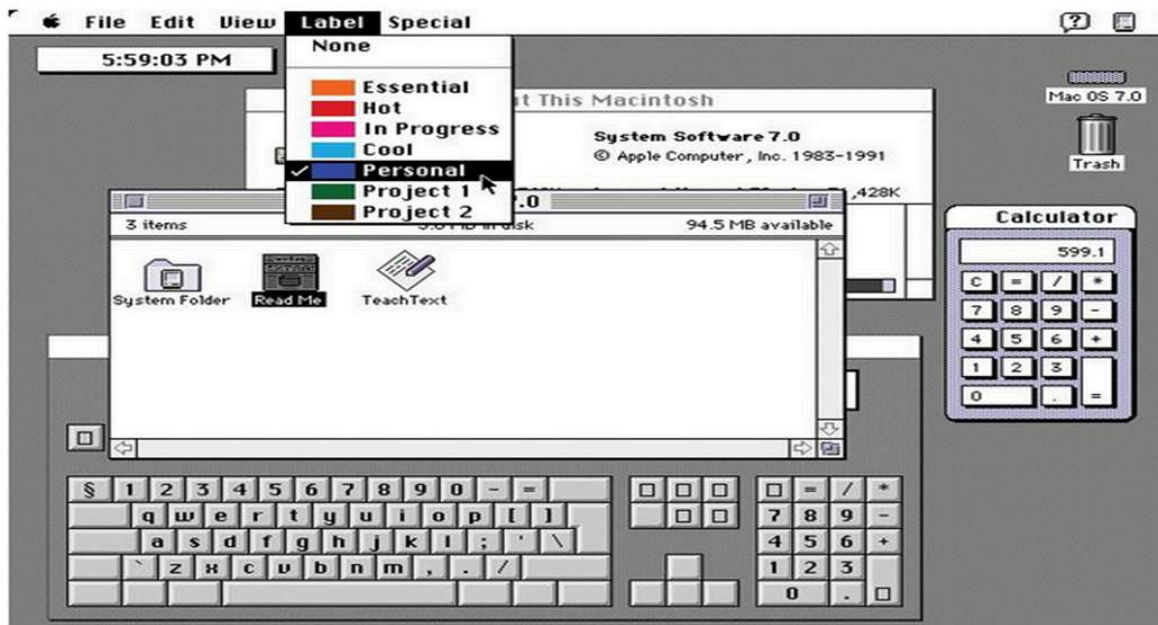 File Edit View Label Special
5:59:03 PM
None
Essential
Hot
In Progress
Cool
Personal
Project 1
Project 2
t This Macintosh
System Software 7.0
© Apple Computer, Inc. 1983-1991
,428K
Mac OS 7.0
Trash
.0
3 items
94.5 MB available
System Folder
Read Me
TeachText
Calculator
599.1
C = / *
7 8 9 -
4 5 6 +
1 2 3
0 . =
§ 1 2 3 4 5 6 7 8 9 0 - = = / *
q w e r t y u i o p [ ] 7 8 9 -
a s d f g h j k l ; ' \ 4 5 6 +
` z x c v b n m , . / 1 2 3
0 .